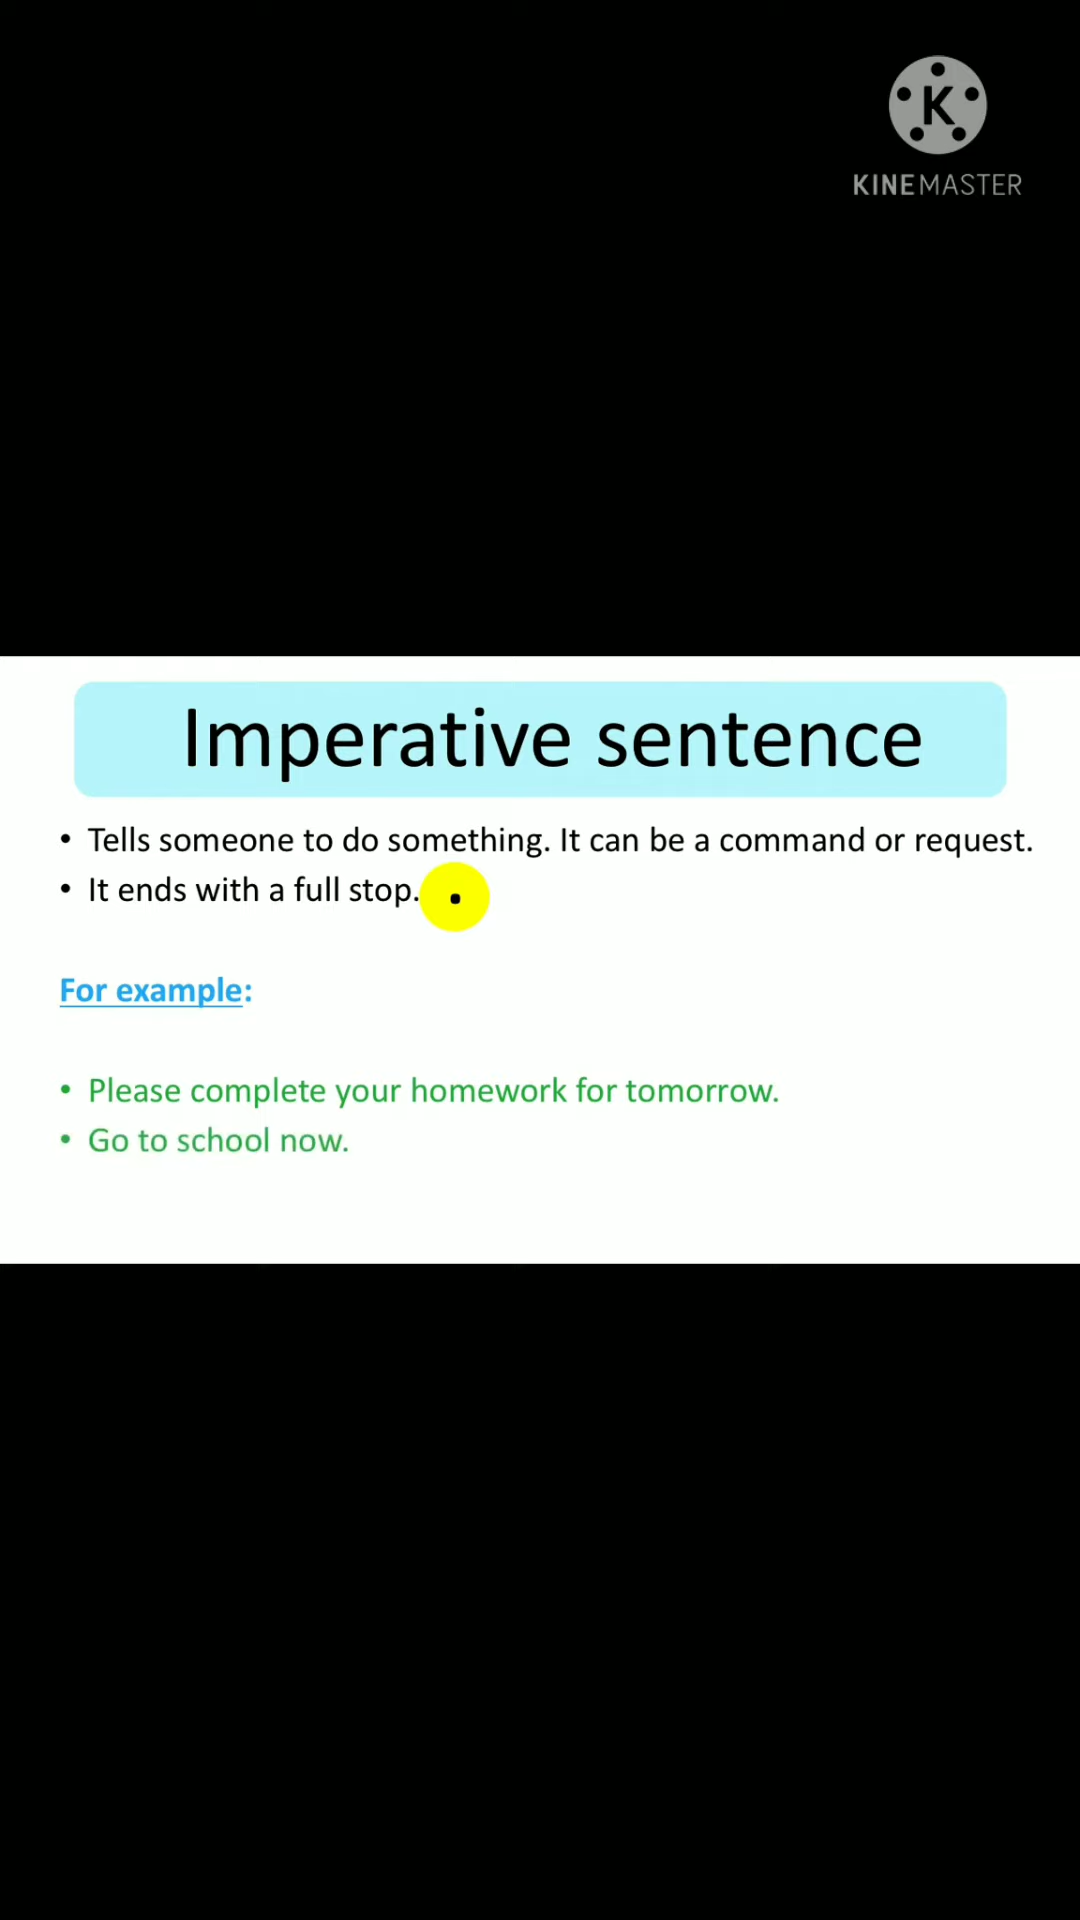 K
KINEMASTER
Imperative sentence
• Tells someone to do something. It can be a command or request.
• It ends with a full stop. .
For example:
• Please complete your homework for tomorrow.
• Go to school now.